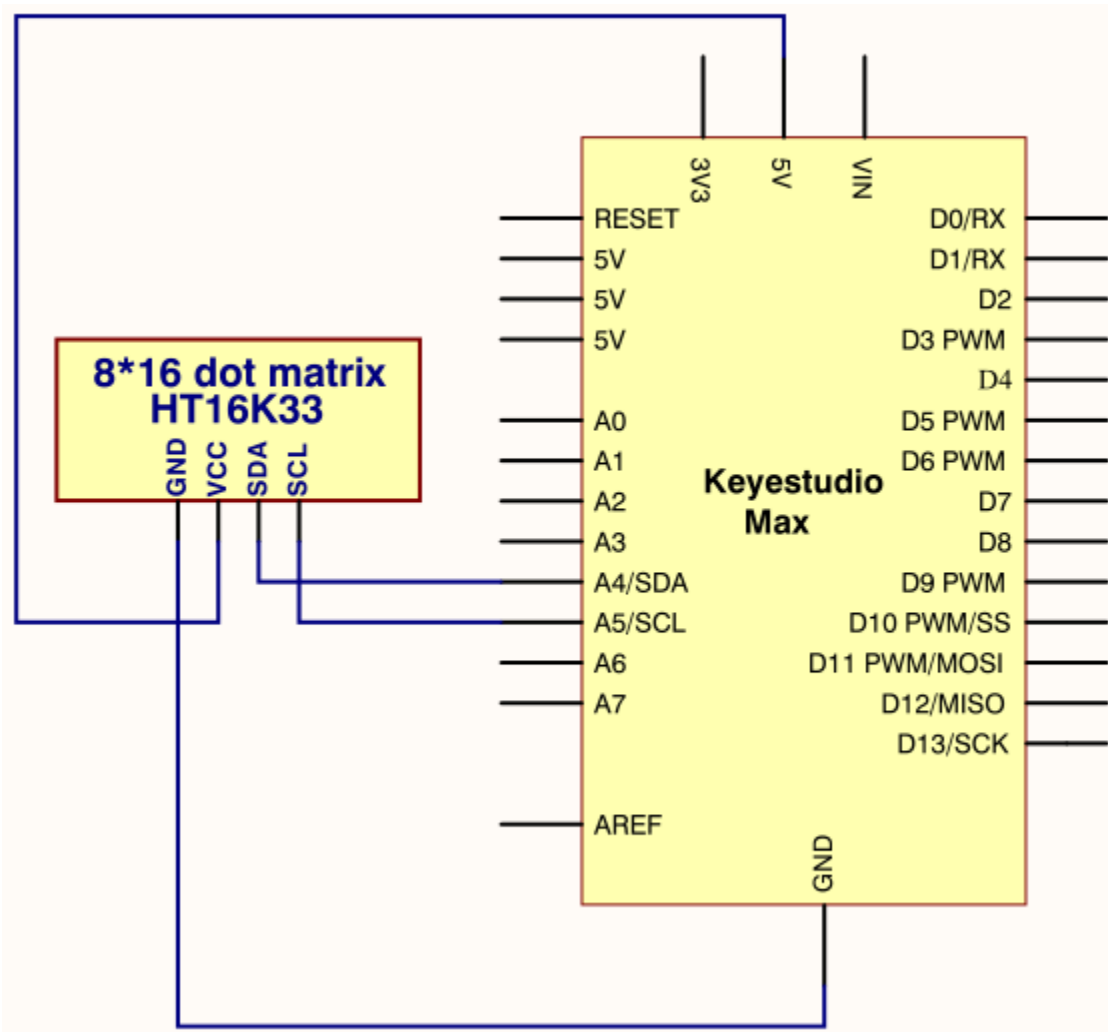 3V3
5V
VIN
RESET
5V
5V
5V
A0
A1
A2
A3
A4/SDA
A5/SCL
A6
A7
AREF
D0/RX
D1/RX
D2
D3 PWM
D4
D5 PWM
D6 PWM
D7
D8
D9 PWM
D10 PWM/SS
D11 PWM/MOSI
D12/MISO
D13/SCK
Keyestudio
Max
GND
8*16 dot matrix
HT16K33
GND
VCC
SDA
SCL